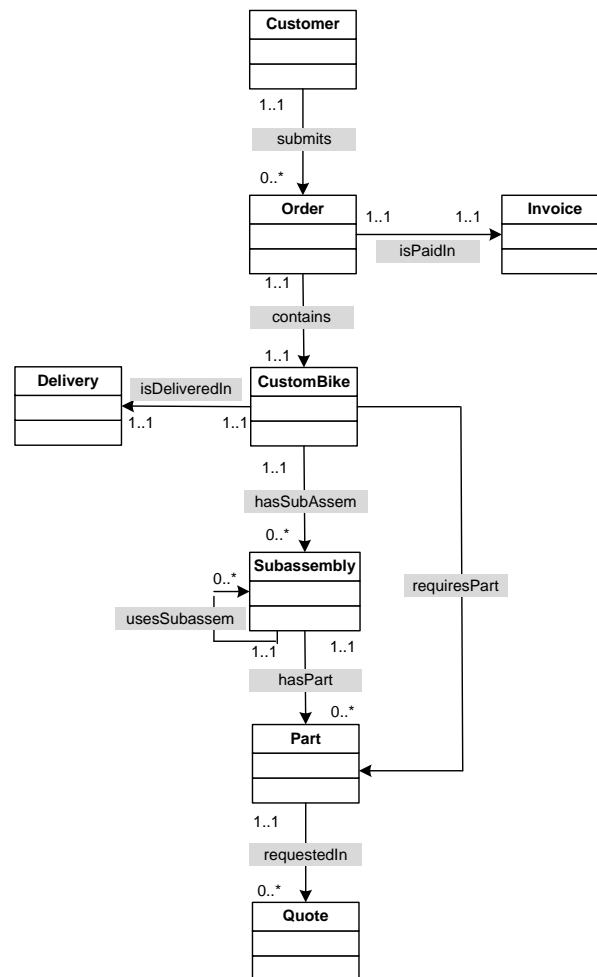 Customer
1..1
submits
0..*
Order
1..1
1..1
Invoice
isPaidIn
1..1
contains
1..1
Delivery
isDeliveredIn
CustomBike
1..1
1..1
1..1
hasSubAssem
0..*
Subassembly
0..*
requiresPart
usesSubassem
1..1
1..1
hasPart
0..*
Part
1..1
requestedIn
0..*
Quote